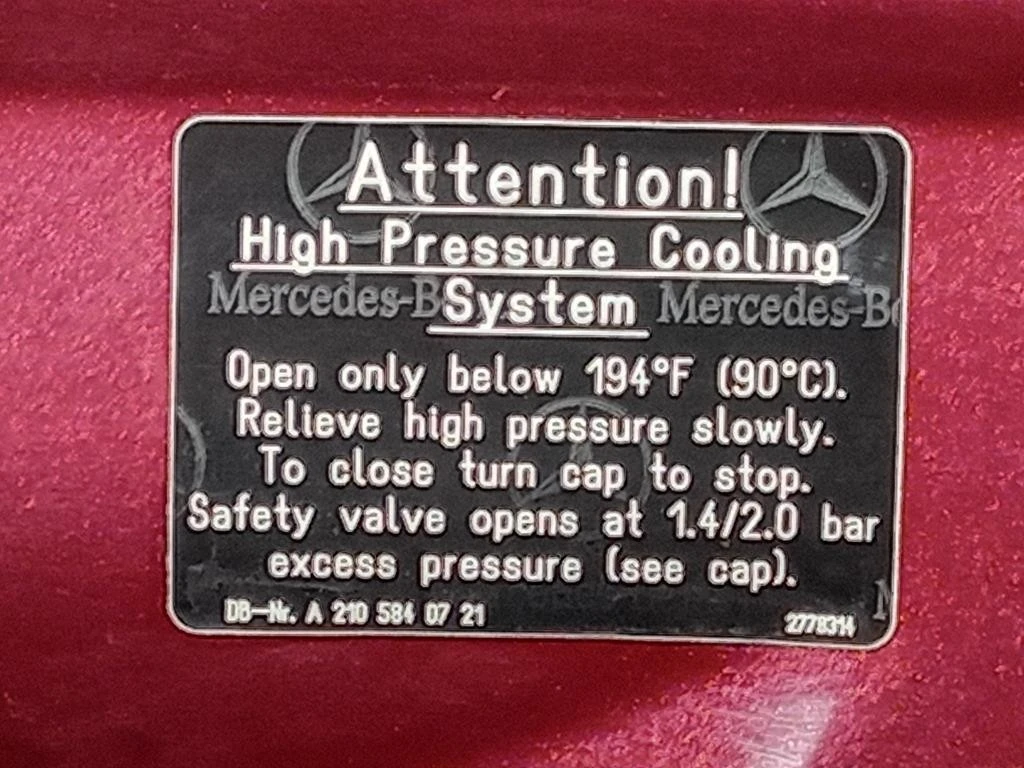 Attention!
High Pressure Cooling
Mercedes-B System Mercedes-Be
Open only below 194°F (90°C).
Relieve high pressure slowly.
To close turn cap to stop.
Safety valve opens at 1.4/2.0 bar
excess pressure (see cap).
DB-Nr. A 210 584 07 21 2778314